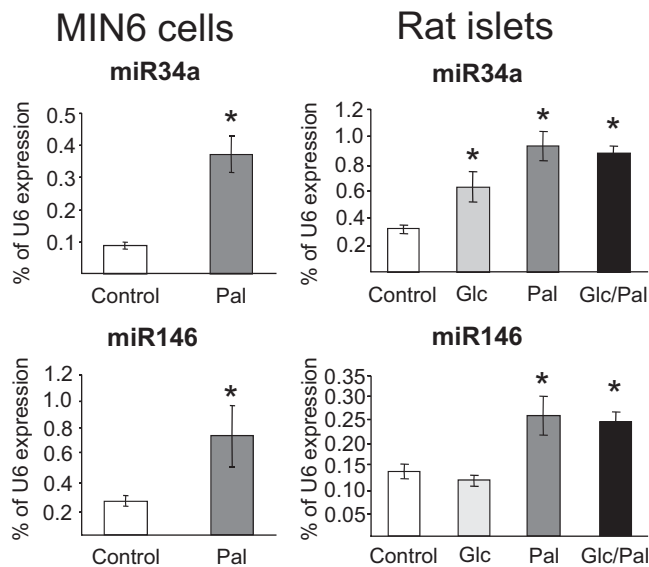 MIN6 cells
miR34a
% of U6 expression
0.5
0.4
0.3
0.2
0.1
*
Control Pal
Rat islets
miR34a
% of U6 expression
1.2
1.0
0.8
0.6
0.4
0.2
* * *
Control Glc Pal Glc/Pal
miR146
% of U6 expression
1.2
1.0
0.8
0.6
0.4
0.2
*
Control Pal
miR146
% of U6 expression
0.35
0.30
0.25
0.20
0.15
0.10
0.05
* *
Control Glc Pal Glc/Pal